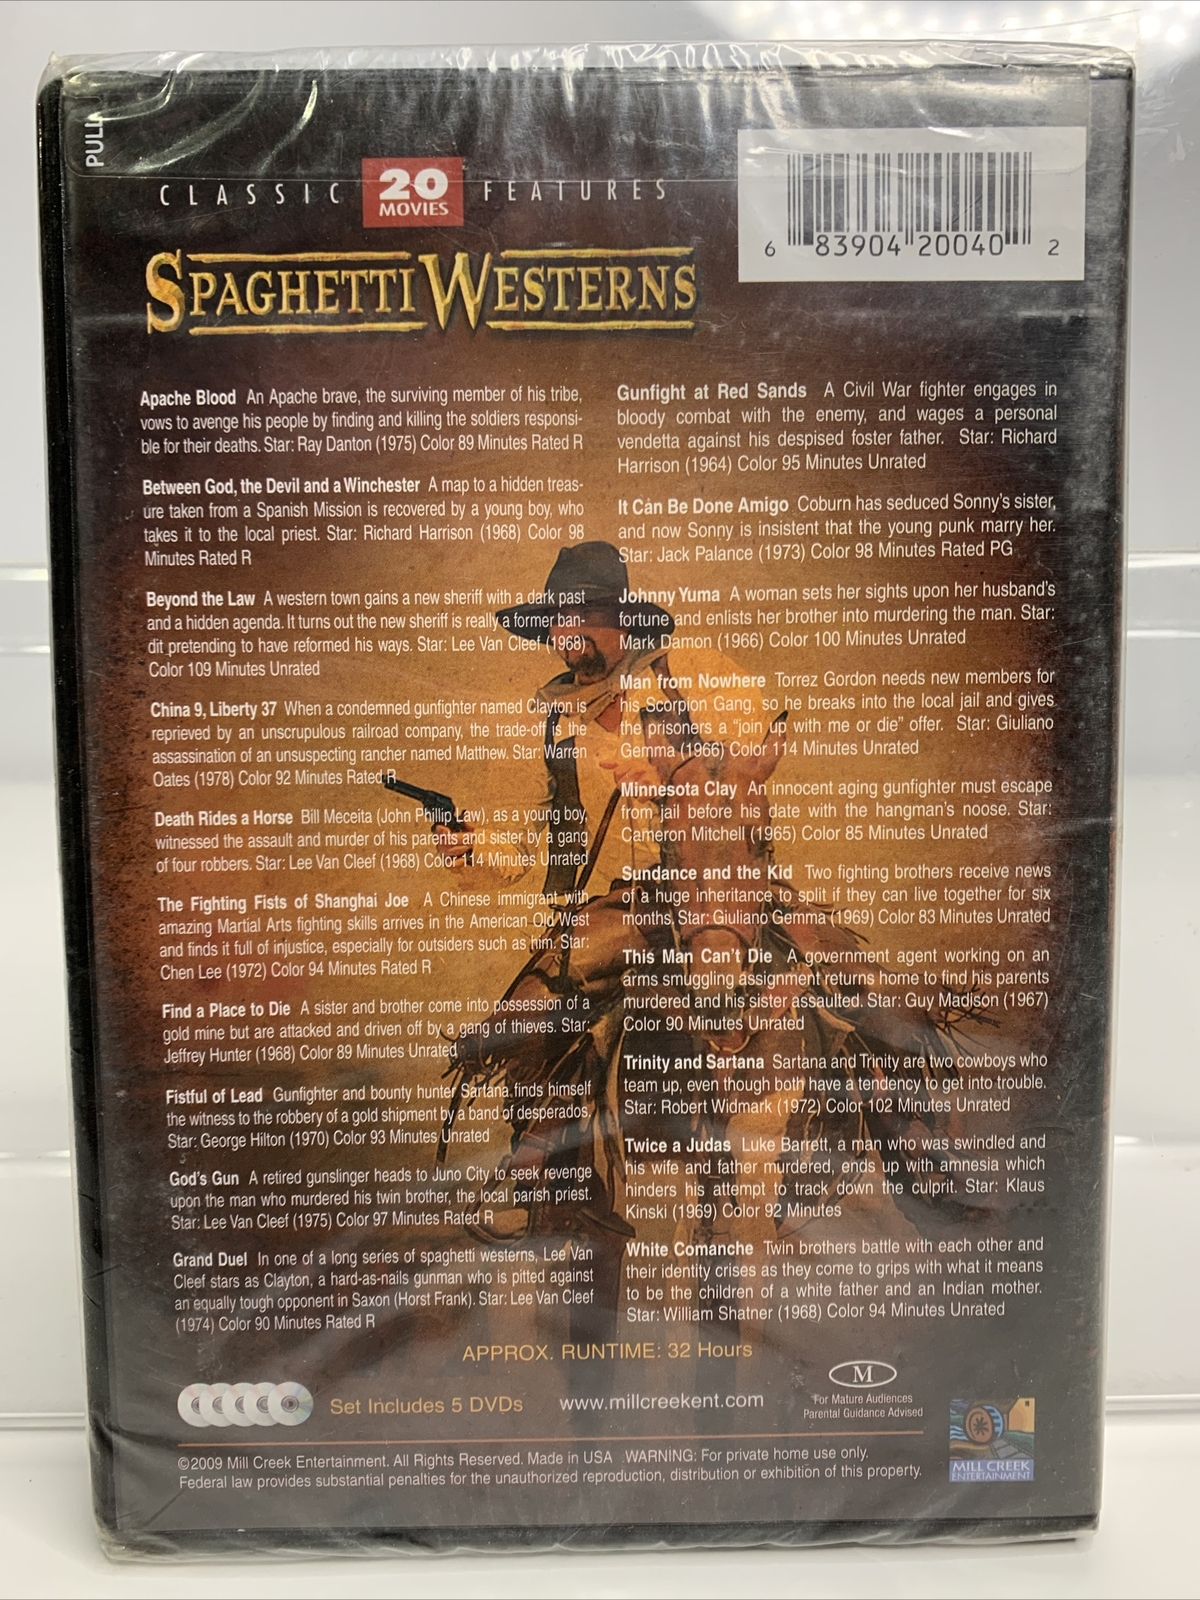 PULL
CLASSIC 20 MOVIES FEATURES
SPAGHETTI WESTERNS
6 83904 20040 2
Apache Blood An Apache brave, the surviving member of his tribe,
vows to avenge his people by finding and killing the soldiers responsi-
ble for their deaths. Star: Ray Danton (1975) Color 89 Minutes Rated R
Between God, the Devil and a Winchester A map to a hidden treas-
ure taken from a Spanish Mission is recovered by a young boy, who
takes it to the local priest. Star: Richard Harrison (1968) Color 98
Minutes Rated R
Beyond the Law A western town gains a new sheriff with a dark past
and a hidden agenda. It turns out the new sheriff is really a former ban-
dit pretending to have reformed his ways. Star: Lee Van Cleef (1968)
Color 109 Minutes Unrated
China 9, Liberty 37 When a condemned gunfighter named Clayton is
reprieved by an unscrupulous railroad company, the trade-off is the
assassination of an unsuspecting rancher named Matthew. Star: Warren
Oates (1978) Color 92 Minutes Rated R
Death Rides a Horse Bill Meceita (John Phillip Law), as a young boy,
witnessed the assault and murder of his parents and sister by a gang
of four robbers. Star: Lee Van Cleef (1968) Color 114 Minutes Unrated
The Fighting Fists of Shanghai Joe A Chinese immigrant with
amazing Martial Arts fighting skills arrives in the American Old West
and finds it full of injustice, especially for outsiders such as him. Star:
Chen Lee (1972) Color 94 Minutes Rated R
Find a Place to Die A sister and brother come into possession of a
gold mine but are attacked and driven off by a gang of thieves. Star:
Jeffrey Hunter (1968) Color 89 Minutes Unrated
Fistful of Lead Gunfighter and bounty hunter Sartana finds himself
the witness to the robbery of a gold shipment by a band of desperados.
Star: George Hilton (1970) Color 93 Minutes Unrated
God's Gun A retired gunslinger heads to Juno City to seek revenge
upon the man who murdered his twin brother, the local parish priest.
Star: Lee Van Cleef (1975) Color 97 Minutes Rated R
Grand Duel In one of a long series of spaghetti westerns, Lee Van
Cleef stars as Clayton, a hard-as-nails gunman who is pitted against
an equally tough opponent in Saxon (Horst Frank). Star: Lee Van Cleef
(1974) Color 90 Minutes Rated R
Gunfight at Red Sands A Civil War fighter engages in
bloody combat with the enemy, and wages a personal
vendetta against his despised foster father. Star: Richard
Harrison (1964) Color 95 Minutes Unrated
It Can Be Done Amigo Coburn has seduced Sonny's sister,
and now Sonny is insistent that the young punk marry her.
Star: Jack Palance (1973) Color 98 Minutes Rated PG
Johnny Yuma A woman sets her sights upon her husband's
fortune and enlists her brother into murdering the man. Star:
Mark Damon (1966) Color 100 Minutes Unrated
Man from Nowhere Torrez Gordon needs new members for
his Scorpion Gang, so he breaks into the local jail and gives
the prisoners a "join up with me or die" offer. Star: Giuliano
Gemma (1966) Color 114 Minutes Unrated
Minnesota Clay An innocent aging gunfighter must escape
from jail before his date with the hangman's noose. Star:
Cameron Mitchell (1965) Color 85 Minutes Unrated
Sundance and the Kid Two fighting brothers receive news
of a huge inheritance to split if they can live together for six
months. Star: Giuliano Gemma (1969) Color 83 Minutes Unrated
This Man Can't Die A government agent working on an
arms smuggling assignment returns home to find his parents
murdered and his sister assaulted. Star: Guy Madison (1967)
Color 90 Minutes Unrated
Trinity and Sartana Sartana and Trinity are two cowboys who
team up, even though both have a tendency to get into trouble.
Star: Robert Widmark (1972) Color 102 Minutes Unrated
Twice a Judas Luke Barrett, a man who was swindled and
his wife and father murdered, ends up with amnesia which
hinders his attempt to track down the culprit. Star: Klaus
Kinski (1969) Color 92 Minutes
White Comanche Twin brothers battle with each other and
their identity crises as they come to grips with what it means
to be the children of a white father and an Indian mother.
Star: William Shatner (1968) Color 94 Minutes Unrated
APPROX. RUNTIME: 32 Hours
Set Includes 5 DVDs www.millcreekent.com
M
For Mature Audiences
Parental Guidance Advised
©2009 Mill Creek Entertainment. All Rights Reserved. Made in USA WARNING: For private home use only.
Federal law provides substantial penalties for the unauthorized reproduction, distribution or exhibition of this property.
MILL CREEK
ENTERTAINMENT